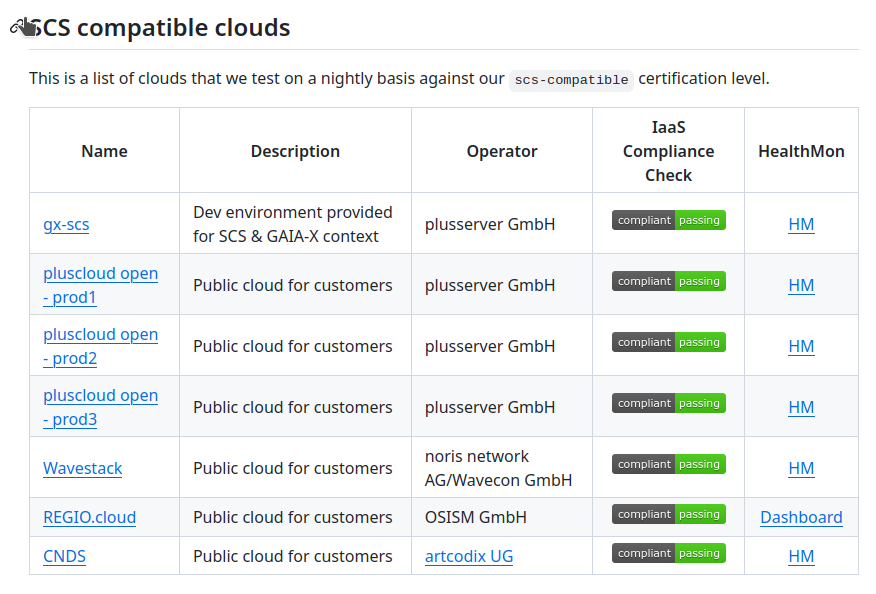 SCS compatible clouds
This is a list of clouds that we test on a nightly basis against our scs-compatible certification level.
Name Description Operator IaaS Compliance Check HealthMon
gx-scs Dev environment provided for SCS & GAIA-X context plusserver GmbH compliant passing HM
pluscloud open - prod1 Public cloud for customers plusserver GmbH compliant passing HM
pluscloud open - prod2 Public cloud for customers plusserver GmbH compliant passing HM
pluscloud open - prod3 Public cloud for customers plusserver GmbH compliant passing HM
Wavestack Public cloud for customers noris network AG/Wavecon GmbH compliant passing HM
REGIO.cloud Public cloud for customers OSISM GmbH compliant passing Dashboard
CNDS Public cloud for customers artcodix UG compliant passing HM